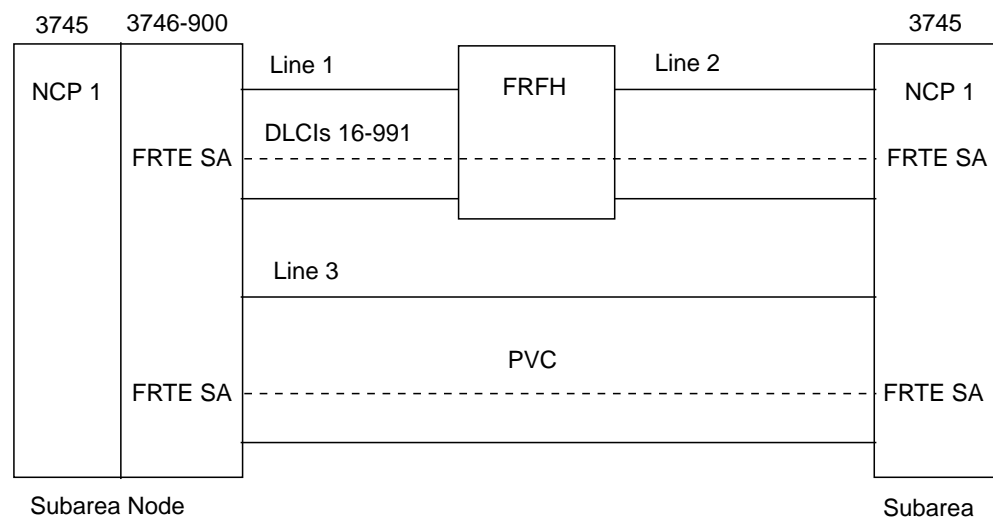 3745 3746-900 3745
Line 1 Line 2
NCP 1 FRFH NCP 1
DLCIs 16-991
FRTE SA FRTE SA
Line 3
PVC
FRTE SA FRTE SA
Subarea Node Subarea